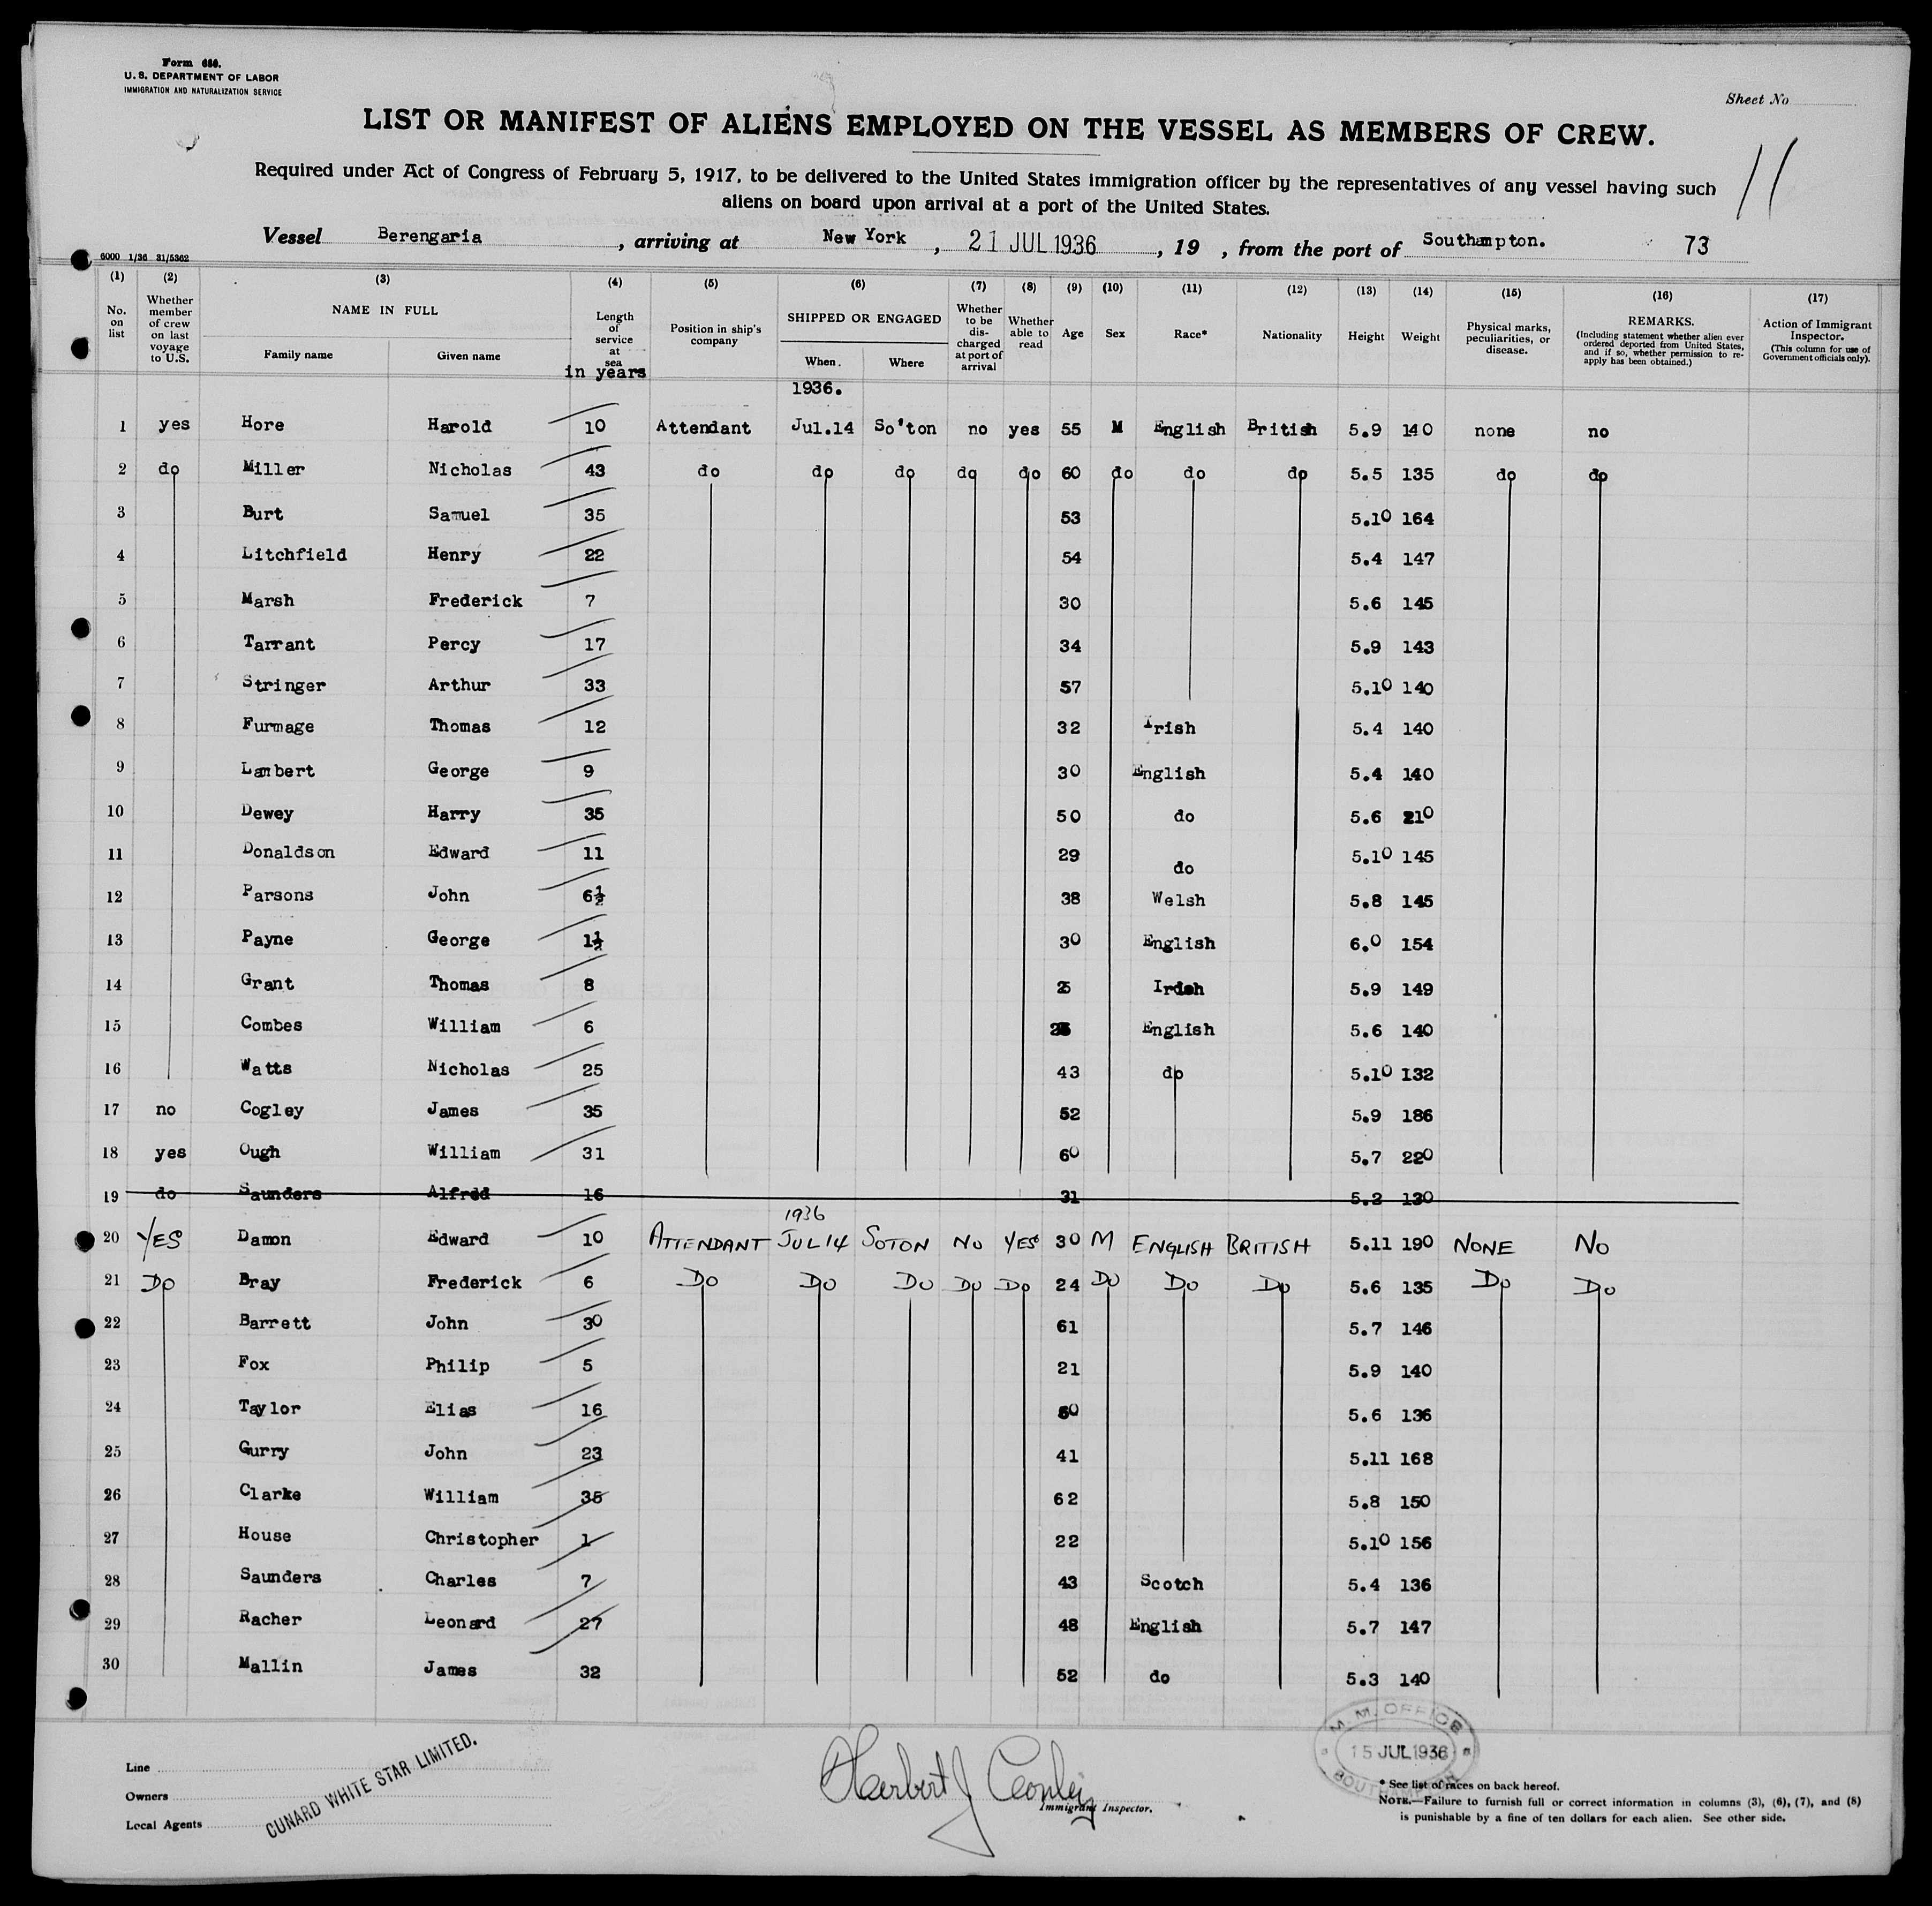 Form 680.
U. S. DEPARTMENT OF LABOR
IMMIGRATION AND NATURALIZATION SERVICE
Sheet No
LIST OR MANIFEST OF ALIENS EMPLOYED ON THE VESSEL AS MEMBERS OF CREW.
11
Required under Act of Congress of February 5, 1917, to be delivered to the United States immigration officer by the representatives of any vessel having such
aliens on board upon arrival at a port of the United States.
Vessel Berengaria , arriving at New York , 21 JUL 1936 , 19 , from the port of Southampton. 73
6000 1/36 31/5362
(1) (2) (3) (4) (5) (6) (7) (8) (9) (10) (11) (12) (13) (14) (15) (16) (17)
No. on list Whether member of crew on last voyage to U.S. NAME IN FULL Family name Given name Length of service at sea in years Position in ship's company SHIPPED OR ENGAGED When. Where Whether to be discharged at port of arrival Whether able to read Age Sex Race* Nationality Height Weight Physical marks, peculiarities, or disease. REMARKS. (Including statement whether alien ever ordered deported from United States, and if so, whether permission to re-apply has been obtained.) Action of Immigrant Inspector. (This column for use of Government officials only).
1936.
1 yes Hore Harold 10 Attendant Jul.14 So'ton no yes 55 M English British 5.9 140 none no
2 do Miller Nicholas 43 do do do do do 60 do do do 5.5 135 do do
3 Burt Samuel 35 53 5.10 164
4 Litchfield Henry 22 54 5.4 147
5 Marsh Frederick 7 30 5.6 145
6 Tarrant Percy 17 34 5.9 143
7 Stringer Arthur 33 57 5.10 140
8 Furmage Thomas 12 32 Irish 5.4 140
9 Lambert George 9 30 English 5.4 140
10 Dewey Harry 35 50 do 5.6 210
11 Donaldson Edward 11 29 do 5.10 145
12 Parsons John 6½ 38 Welsh 5.8 145
13 Payne George 1½ 30 English 6.0 154
14 Grant Thomas 8 25 Irish 5.9 149
15 Combes William 6 English 5.6 140
16 Watts Nicholas 25 43 do 5.10 132
17 no Cogley James 35 52 5.9 186
18 yes Ough William 31 60 5.7 220
19 do Saunders Alfred 16 31 5.2 130
1936
20 YES Damon Edward 10 ATTENDANT JUL 14 SOTON NO YES 30 M ENGLISH BRITISH 5.11 190 NONE NO
21 DO Bray Frederick 6 DO DO DO DO DO 24 DO DO DO 5.6 135 DO DO
22 Barrett John 30 61 5.7 146
23 Fox Philip 5 21 5.9 140
24 Taylor Elias 16 5.6 136
25 Gurry John 23 41 5.11 168
26 Clarke William 35 62 5.8 150
27 House Christopher 1 22 5.10 156
28 Saunders Charles 7 43 Scotch 5.4 136
29 Racher Leonard 27 48 English 5.7 147
30 Mallin James 32 52 do 5.3 140
Line
Owners
Local Agents
CUNARD WHITE STAR LIMITED.
Herbert J
Immigrant Inspector.
M. M. OFFICE
15 JUL 1936
SOUTHAMPTON
* See list of races on back hereof.
NOTE.—Failure to furnish full or correct information in columns (3), (6), (7), and (8)
is punishable by a fine of ten dollars for each alien. See other side.